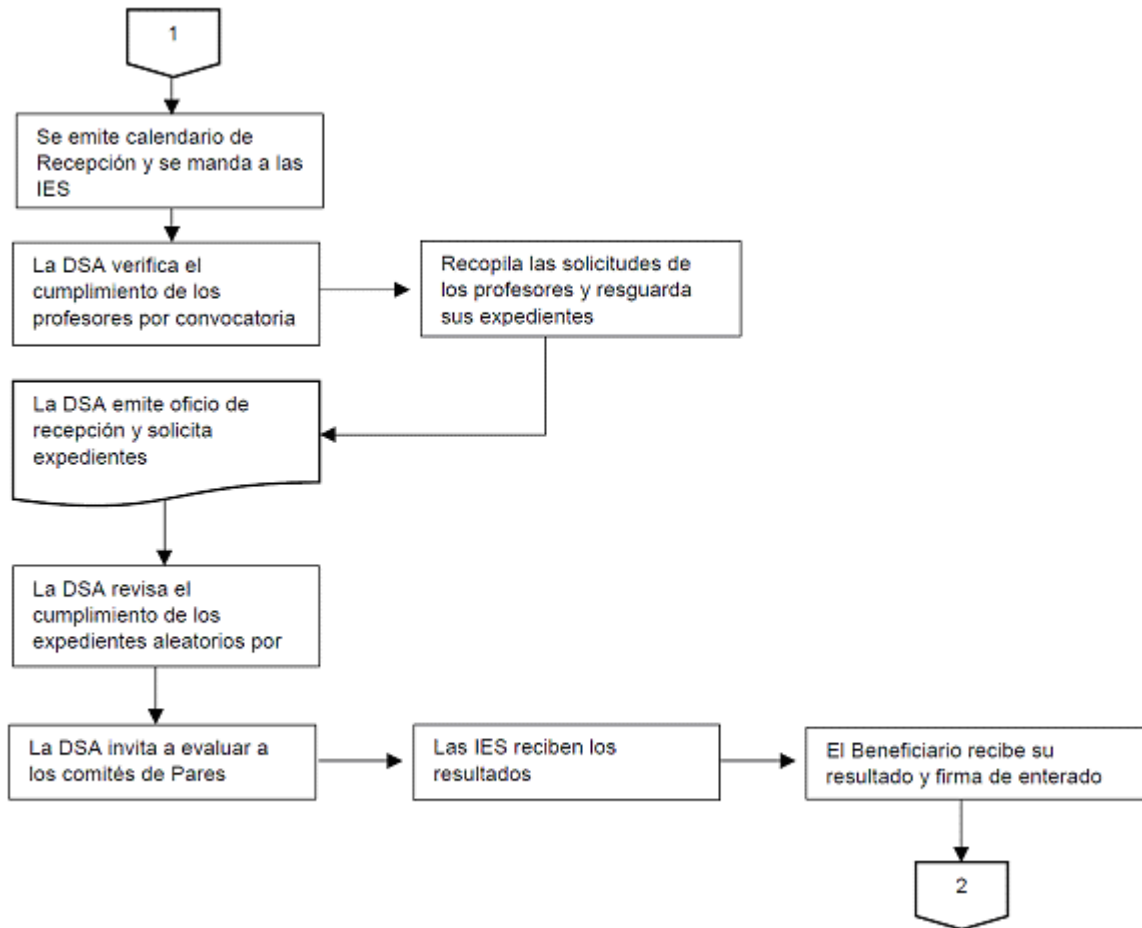 1
Se emite calendario de
Recepción y se manda a las
IES
La DSA verifica el
cumplimiento de los
profesores por convocatoria
Recopila las solicitudes de
los profesores y resguarda
sus expedientes
La DSA emite oficio de
recepción y solicita
expedientes
La DSA revisa el
cumplimiento de los
expedientes aleatorios por
La DSA invita a evaluar a
los comités de Pares
Las IES reciben los
resultados
El Beneficiario recibe su
resultado y firma de enterado
2